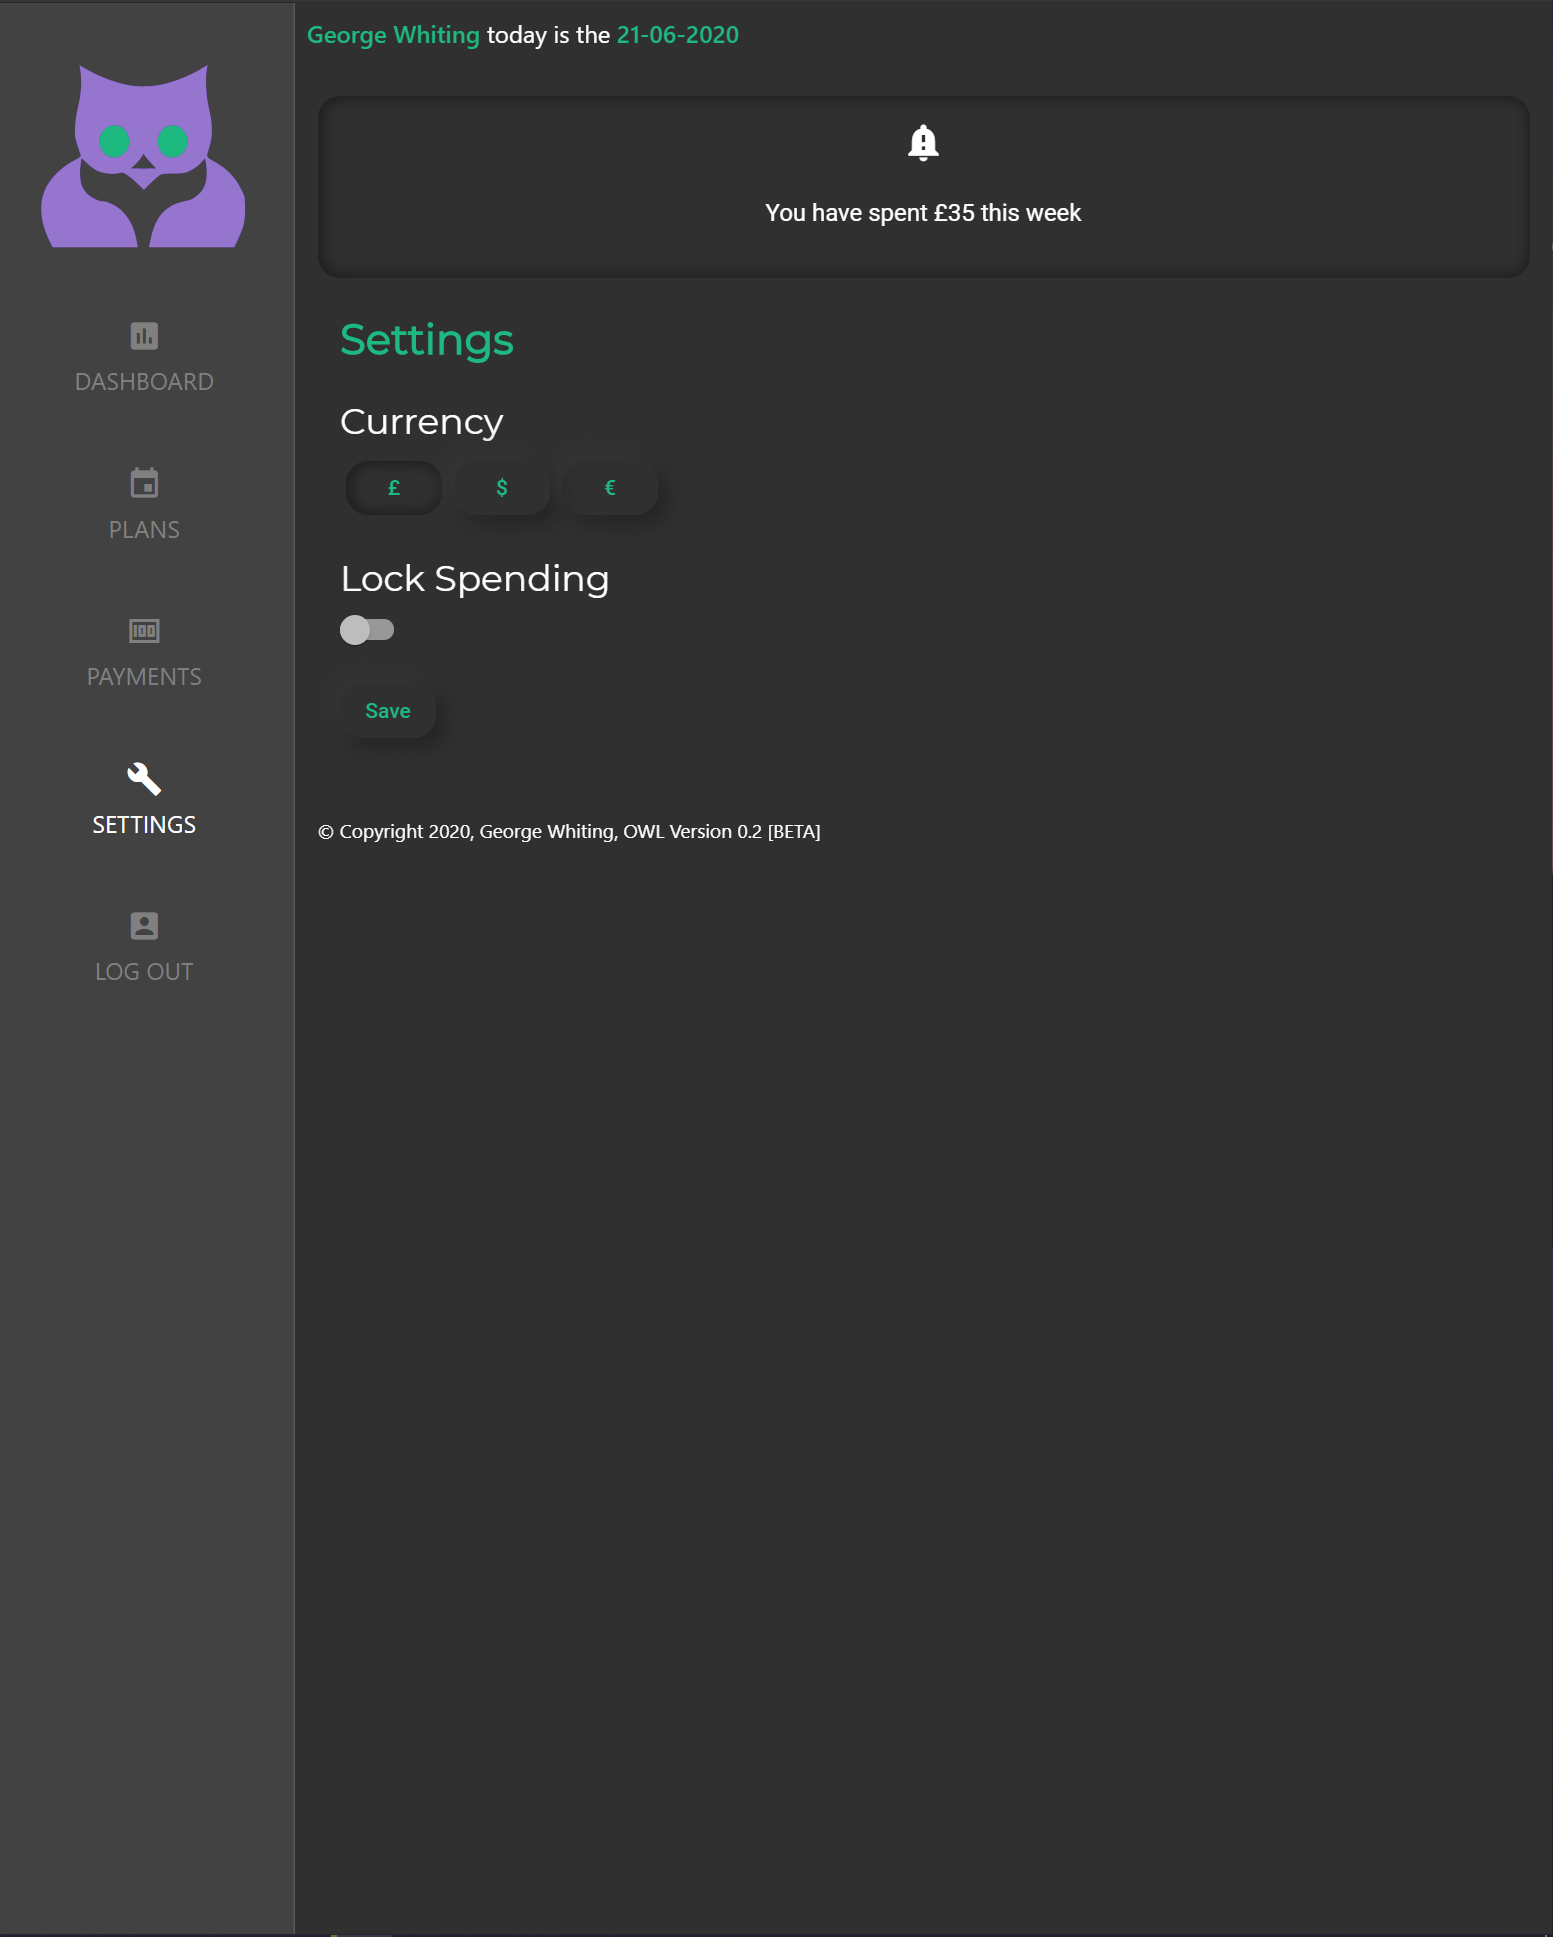 George Whiting today is the 21-06-2020
You have spent £35 this week
DASHBOARD
PLANS
PAYMENTS
SETTINGS
LOG OUT
Settings
Currency
£ $ €
Lock Spending
Save
© Copyright 2020, George Whiting, OWL Version 0.2 [BETA]